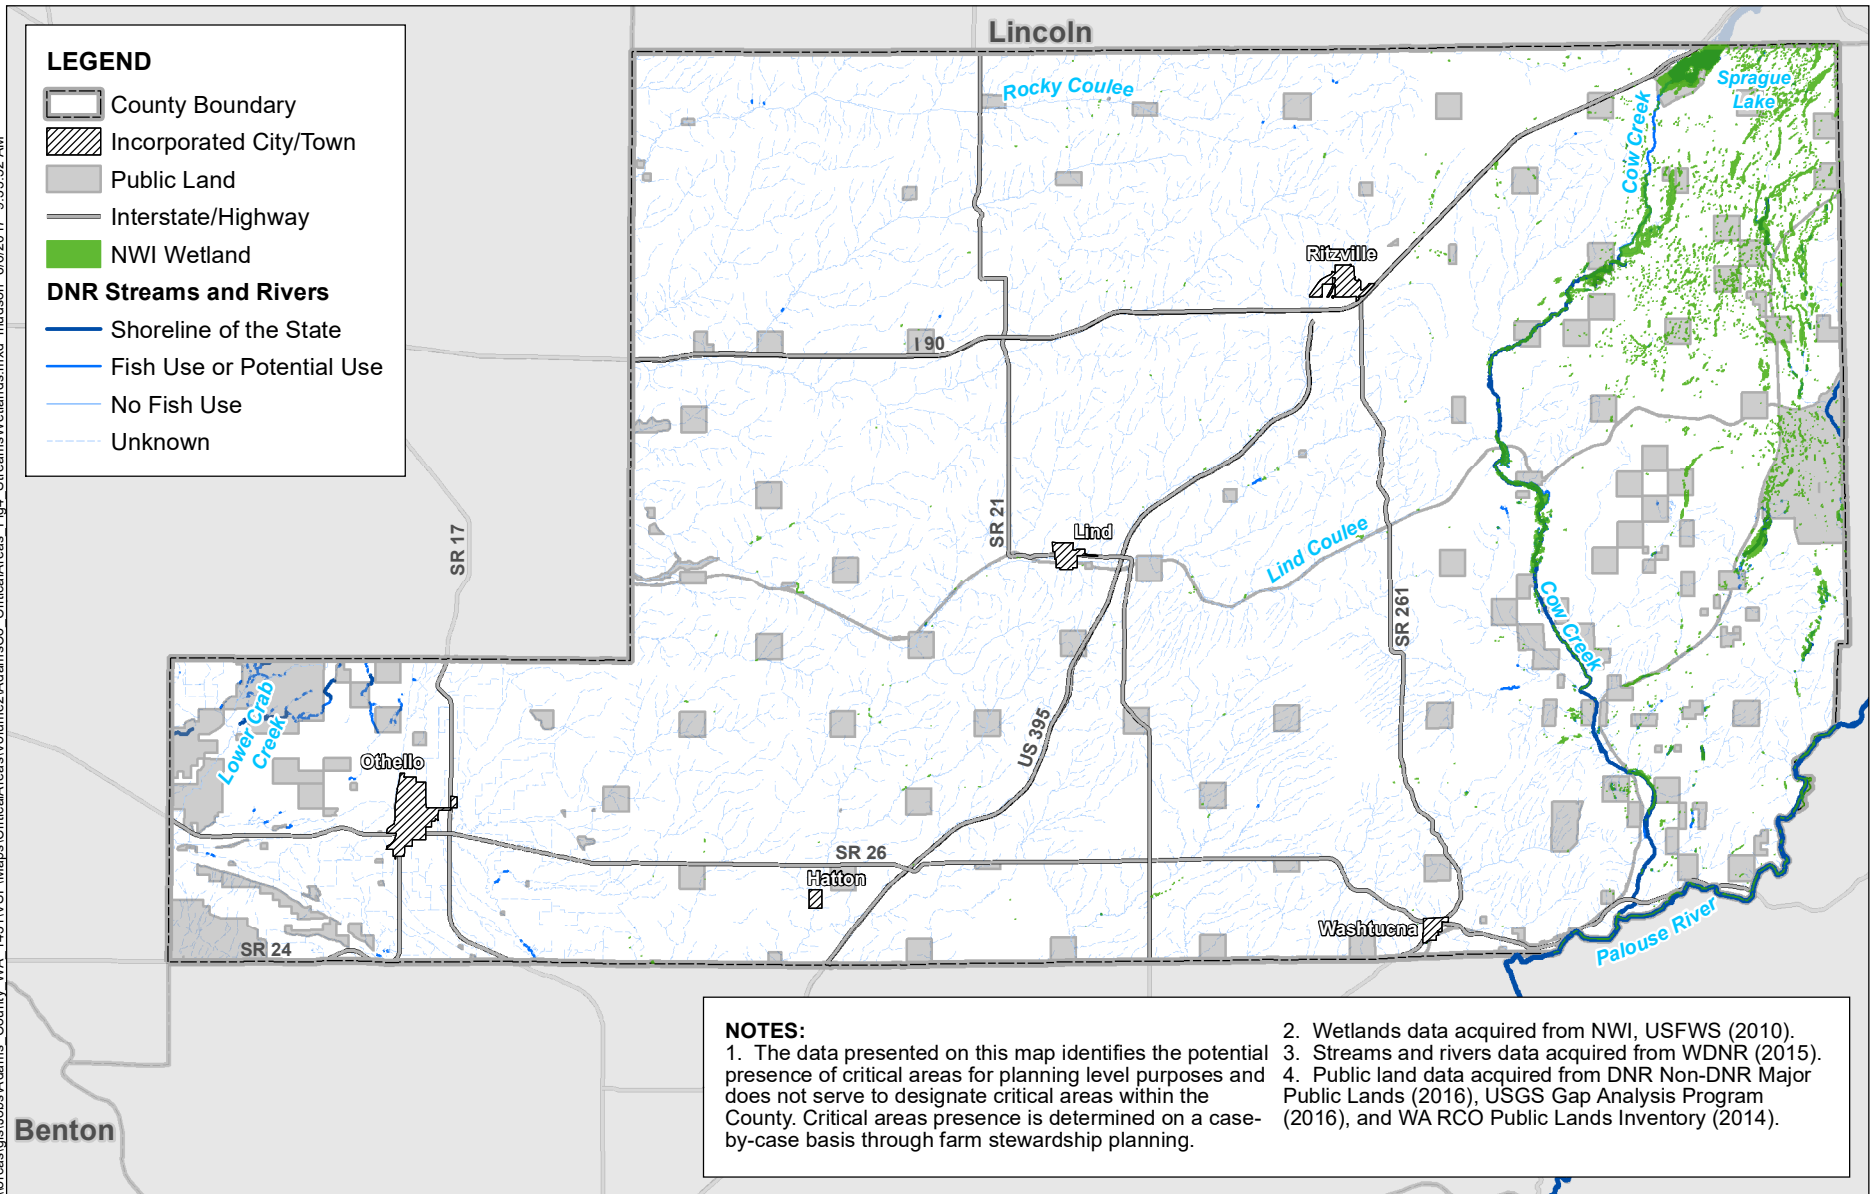 Lincoln
LEGEND
County Boundary
Incorporated City/Town
Public Land
Interstate/Highway
NWI Wetland
DNR Streams and Rivers
Shoreline of the State
Fish Use or Potential Use
No Fish Use
Unknown
Rocky Coulee
Sprague
Lake
Cow Creek
Ritzville
I 90
SR 21
SR 17
Lind
Lind Coulee
SR 261
Cow Creek
Lower Crab
Creek
Othello
US 395
SR 26
Hatton
Washtucna
SR 24
Palouse River
Benton
NOTES:
1. The data presented on this map identifies the potential
presence of critical areas for planning level purposes and
does not serve to designate critical areas within the
County. Critical areas presence is determined on a case-
by-case basis through farm stewardship planning.
2. Wetlands data acquired from NWI, USFWS (2010).
3. Streams and rivers data acquired from WDNR (2015).
4. Public land data acquired from DNR Non-DNR Major
Public Lands (2016), USGS Gap Analysis Program
(2016), and WA RCO Public Lands Inventory (2014).